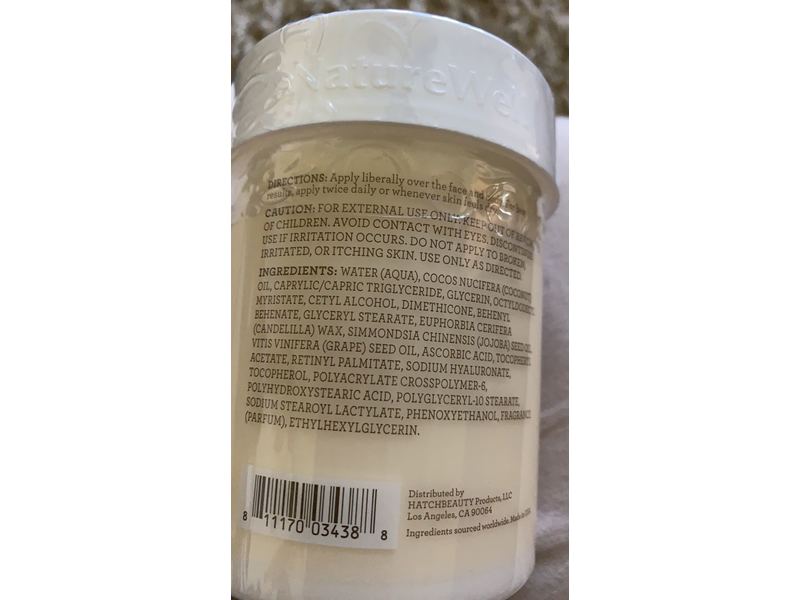 NatureWell
DIRECTIONS: Apply liberally over the face and
results, apply twice daily or whenever skin feels
CAUTION: FOR EXTERNAL USE ONLY. KEEP OUT OF REACH
OF CHILDREN. AVOID CONTACT WITH EYES. DISCONTINUE
USE IF IRRITATION OCCURS. DO NOT APPLY TO BROKEN,
IRRITATED, OR ITCHING SKIN. USE ONLY AS DIRECTED.
INGREDIENTS: WATER (AQUA), COCOS NUCIFERA (COCONUT)
OIL, CAPRYLIC/CAPRIC TRIGLYCERIDE, GLYCERIN, OCTYLDODECYL
MYRISTATE, CETYL ALCOHOL, DIMETHICONE, BEHENYL
BEHENATE, GLYCERYL STEARATE, EUPHORBIA CERIFERA
(CANDELILLA) WAX, SIMMONDSIA CHINENSIS (JOJOBA) SEED OIL,
VITIS VINIFERA (GRAPE) SEED OIL, ASCORBIC ACID, TOCOPHERYL
ACETATE, RETINYL PALMITATE, SODIUM HYALURONATE,
TOCOPHEROL, POLYACRYLATE CROSSPOLYMER-6,
POLYHYDROXYSTEARIC ACID, POLYGLYCERYL-10 STEARATE,
SODIUM STEAROYL LACTYLATE, PHENOXYETHANOL, FRAGRANCE
(PARFUM), ETHYLHEXYLGLYCERIN.
8 11170 03438 8
Distributed by
HATCHBEAUTY Products, LLC
Los Angeles, CA 90064
Ingredients sourced worldwide. Made in USA.